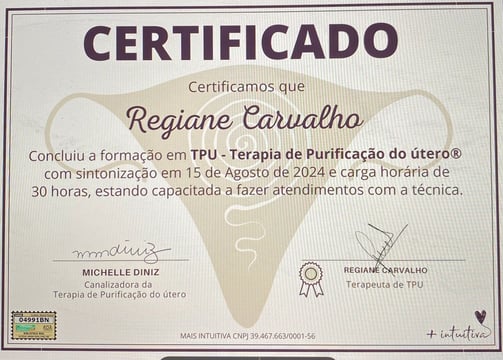 CERTIFICADO
Certificamos que
Regiane Carvalho
Concluiu a formação em TPU - Terapia de Purificação do útero®
com sintonização em 15 de Agosto de 2024 e carga horária de
30 horas, estando capacitada a fazer atendimentos com a técnica.
MICHELLE DINIZ
Canalizadora da
Terapia de Purificação do útero
REGIANE CARVALHO
Terapeuta de TPU
04991BN
MAIS INTUITIVA CNPJ 39.467.663/0001-56
+ intuitiva